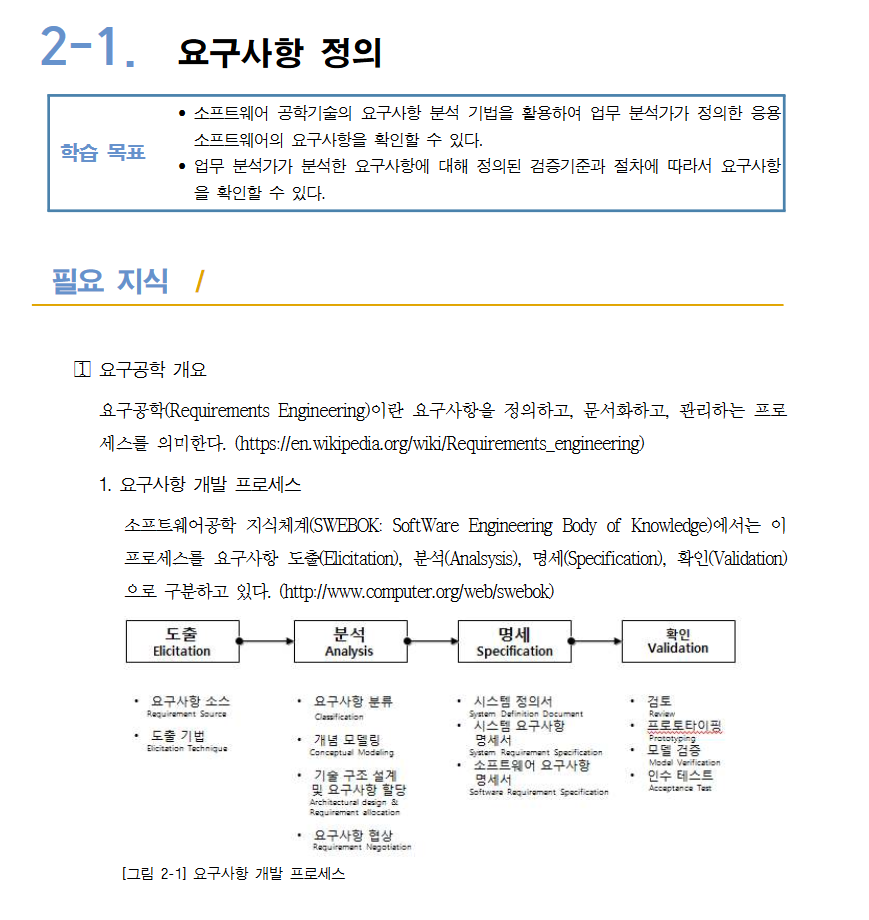 2-1. 요구사항 정의
학습 목표
• 소프트웨어 공학기술의 요구사항 분석 기법을 활용하여 업무 분석가가 정의한 응용
소프트웨어의 요구사항을 확인할 수 있다.
• 업무 분석가가 분석한 요구사항에 대해 정의된 검증기준과 절차에 따라서 요구사항
을 확인할 수 있다.
필요 지식 /
1 요구공학 개요
요구공학(Requirements Engineering)이란 요구사항을 정의하고, 문서화하고, 관리하는 프로
세스를 의미한다. (https://en.wikipedia.org/wiki/Requirements_engineering)
1. 요구사항 개발 프로세스
소프트웨어공학 지식체계(SWEBOK: SoftWare Engineering Body of Knowledge)에서는 이
프로세스를 요구사항 도출(Elicitation), 분석(Analsysis), 명세(Specification), 확인(Validation)
으로 구분하고 있다. (http://www.computer.org/web/swebok)
도출
Elicitation
분석
Analysis
명세
Specification
확인
Validation
• 요구사항 소스
Requirement Source
• 도출 기법
Elicitation Technique
• 요구사항 분류
Classification
• 개념 모델링
Conceptual Modeling
• 기술 구조 설계
및 요구사항 할당
Architectural design &
Requirement allocation
• 요구사항 협상
Requirement Negotiation
• 시스템 정의서
System Definition Document
• 시스템 요구사항
명세서
System Requirement Specification
• 소프트웨어 요구사항
명세서
Software Requirement Specification
• 검토
Review
• 프로토타이핑
Prototyping
• 모델 검증
Modal Verification
• 인수 테스트
Acceptance Test
[그림 2-1] 요구사항 개발 프로세스